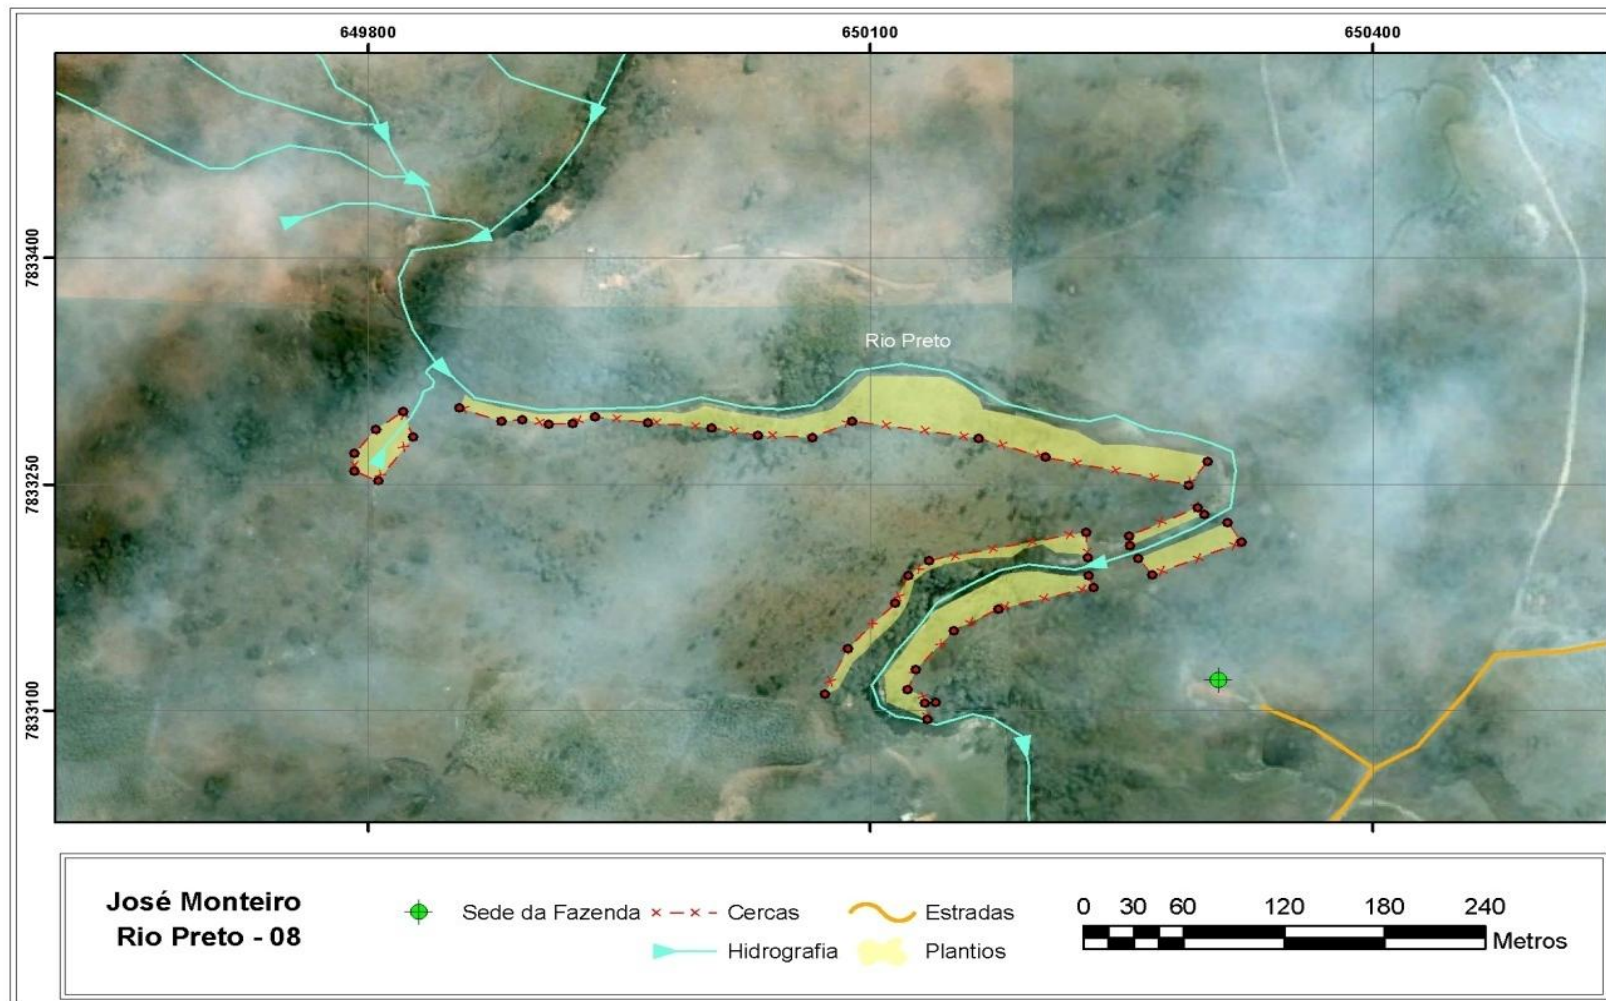 649800 650100 650400
7833400
7833250
7833100
Rio Preto
José Monteiro
Rio Preto - 08
Sede da Fazenda
Cercas
Hidrografia
Estradas
Plantios
0 30 60 120 180 240
Metros